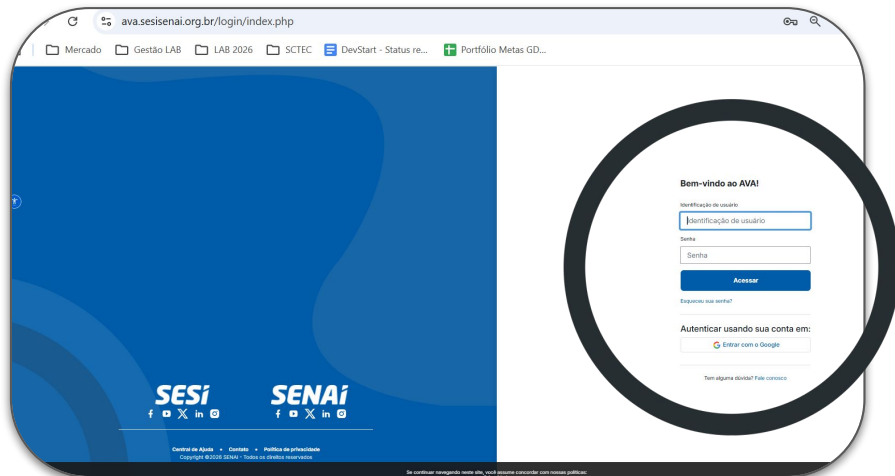 ava.sesisenai.org.br/login/index.php
Mercado Gestão LAB LAB 2026 SCTEC DevStart - Status re... Portfólio Metas GD...
Bem-vindo ao AVA!
Identificação de usuário
Identificação de usuário
Senha
Senha
Acessar
Esqueceu sua senha?
Autenticar usando sua conta em:
Entrar com o Google
Tem alguma dúvida? Fale conosco
SESI SENAI
Central de Ajuda • Contato • Política de privacidade
Copyright ©2026 SENAI - Todos os direitos reservados
Se continuar navegando neste site, você assume concordar com nossas políticas: